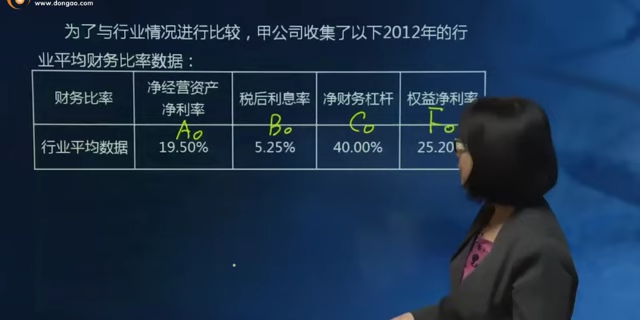 www.dongao.com
为了与行业情况进行比较，甲公司收集了以下2012年的行
业平均财务比率数据：
财务比率 净经营资产净利率 税后利息率 净财务杠杆 权益净利率
A₀ B₀ C₀ F₀
行业平均数据 19.50% 5.25% 40.00% 25.20